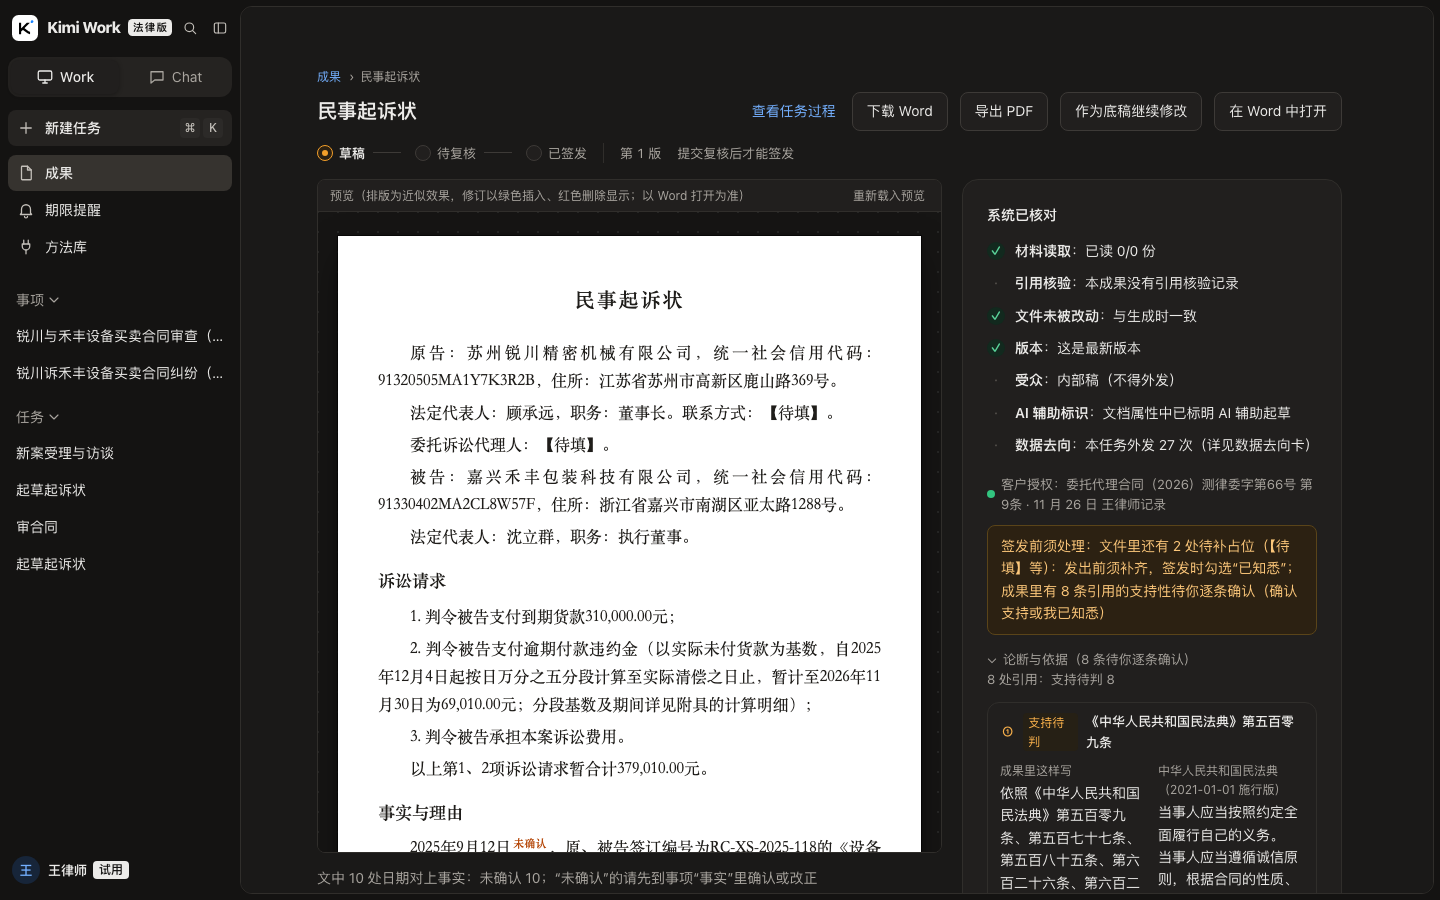 Kimi Work 法律版
Work
Chat
新建任务 ⌘ K
成果
期限提醒
方法库
事项
锐川与禾丰设备买卖合同审查（...
锐川诉禾丰设备买卖合同纠纷（...
任务
新案受理与访谈
起草起诉状
审合同
起草起诉状
王 王律师 试用
成果 › 民事起诉状
民事起诉状
查看任务过程
下载 Word
导出 PDF
作为底稿继续修改
在 Word 中打开
草稿 待复核 已签发 第 1 版 提交复核后才能签发
预览（排版为近似效果，修订以绿色插入、红色删除显示；以 Word 打开为准） 重新载入预览
民事起诉状
原告：苏州锐川精密机械有限公司，统一社会信用代码：
91320505MA1Y7K3R2B，住所：江苏省苏州市高新区鹿山路369号。
法定代表人：顾承远，职务：董事长。联系方式：【待填】。
委托诉讼代理人：【待填】。
被告：嘉兴禾丰包装科技有限公司，统一社会信用代码：
91330402MA2CL8W57F，住所：浙江省嘉兴市南湖区亚太路1288号。
法定代表人：沈立群，职务：执行董事。
诉讼请求
1. 判令被告支付到期货款310,000.00元；
2. 判令被告支付逾期付款违约金（以实际未付货款为基数，自2025
年12月4日起按日万分之五分段计算至实际清偿之日止，暂计至2026年11
月30日为69,010.00元；分段基数及期间详见附具的计算明细）；
3. 判令被告承担本案诉讼费用。
以上第1、2项诉讼请求暂合计379,010.00元。
事实与理由
2025年9月12日 未确认 ，原、被告签订编号为RC-XS-2025-118的《设备
文中 10 处日期对上事实：未确认 10；“未确认”的请先到事项“事实”里确认或改正
系统已核对
材料读取：已读 0/0 份
引用核验：本成果没有引用核验记录
文件未被改动：与生成时一致
版本：这是最新版本
受众：内部稿（不得外发）
AI 辅助标识：文档属性中已标明 AI 辅助起草
数据去向：本任务外发 27 次（详见数据去向卡）
客户授权：委托代理合同（2026）测律委字第66号 第
9条 · 11 月 26 日 王律师记录
签发前须处理：文件里还有 2 处待补占位（【待
填】等）：发出前须补齐，签发时勾选“已知悉”；
成果里有 8 条引用的支持性待你逐条确认（确认
支持或我已知悉）
论断与依据（8 条待你逐条确认）
8 处引用：支持待判 8
支持待
判
《中华人民共和国民法典》第五百零
九条
成果里这样写
依照《中华人民共和国
民法典》第五百零九
条、第五百七十七条、
第五百八十五条、第六
百二十六条、第六百二
中华人民共和国民法典
（2021-01-01 施行版）
当事人应当按照约定全
面履行自己的义务。
当事人应当遵循诚信原
则，根据合同的性质、